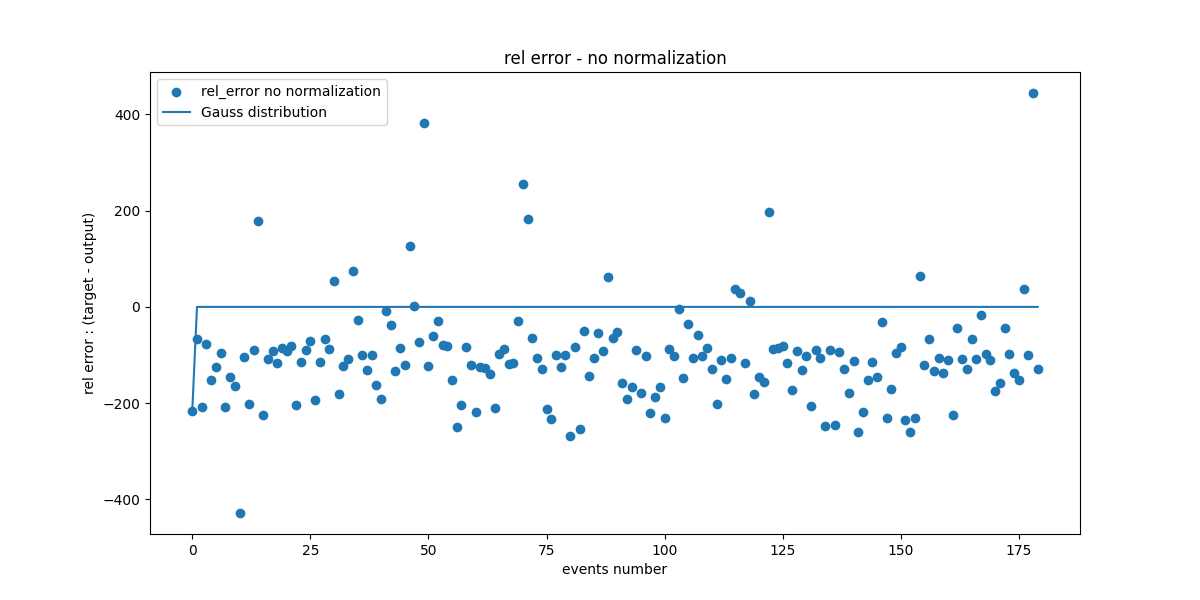 rel error - no normalization
rel_error no normalization
Gauss distribution
400
200
0
−200
−400
rel error : (target - output)
0 25 50 75 100 125 150 175
events number